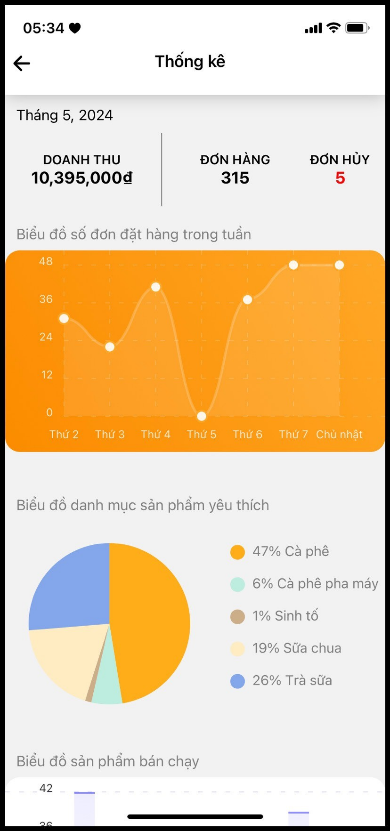 05:34
Thống kê
Tháng 5, 2024
DOANH THU
10,395,000₫
ĐƠN HÀNG
315
ĐƠN HỦY
5
Biểu đồ số đơn đặt hàng trong tuần
48
36
24
12
0
Thứ 2 Thứ 3 Thứ 4 Thứ 5 Thứ 6 Thứ 7 Chủ nhật
Biểu đồ danh mục sản phẩm yêu thích
47% Cà phê
6% Cà phê pha máy
1% Sinh tố
19% Sữa chua
26% Trà sữa
Biểu đồ sản phẩm bán chạy
42
36